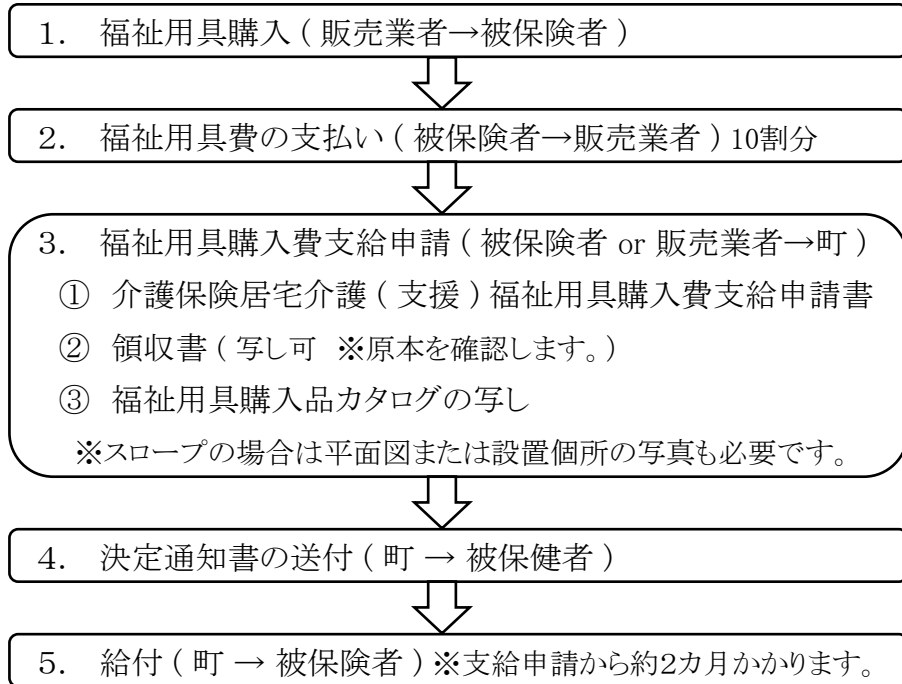 １．　福祉用具購入（販売業者→被保険者）
２．　福祉用具費の支払い（被保険者→販売業者）10割分
３．　福祉用具購入費支給申請（被保険者 or 販売業者→町）
①　介護保険居宅介護（支援）福祉用具購入費支給申請書
②　領収書（写し可　※原本を確認します。）
③　福祉用具購入品カタログの写し
※スロープの場合は平面図または設置個所の写真も必要です。
４．　決定通知書の送付（町 → 被保健者）
５．　給付（町 → 被保険者）※支給申請から約２カ月かかります。